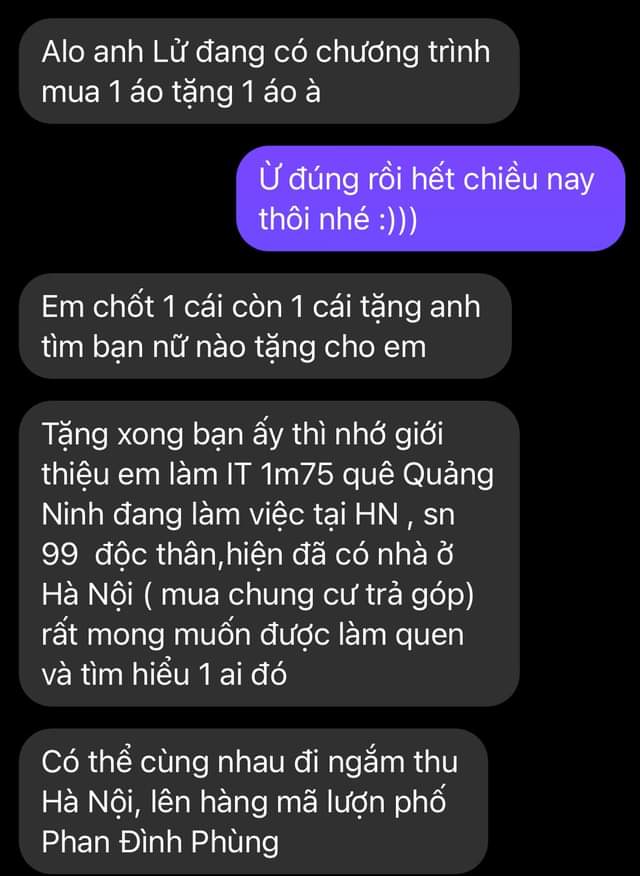 Alo anh Lử đang có chương trình
mua 1 áo tặng 1 áo à
Ừ đúng rồi hết chiều nay
thôi nhé :)))
Em chốt 1 cái còn 1 cái tặng anh
tìm bạn nữ nào tặng cho em
Tặng xong bạn ấy thì nhớ giới
thiệu em làm IT 1m75 quê Quảng
Ninh đang làm việc tại HN , sn
99 độc thân,hiện đã có nhà ở
Hà Nội ( mua chung cư trả góp)
rất mong muốn được làm quen
và tìm hiểu 1 ai đó
Có thể cùng nhau đi ngắm thu
Hà Nội, lên hàng mã lượn phố
Phan Đình Phùng